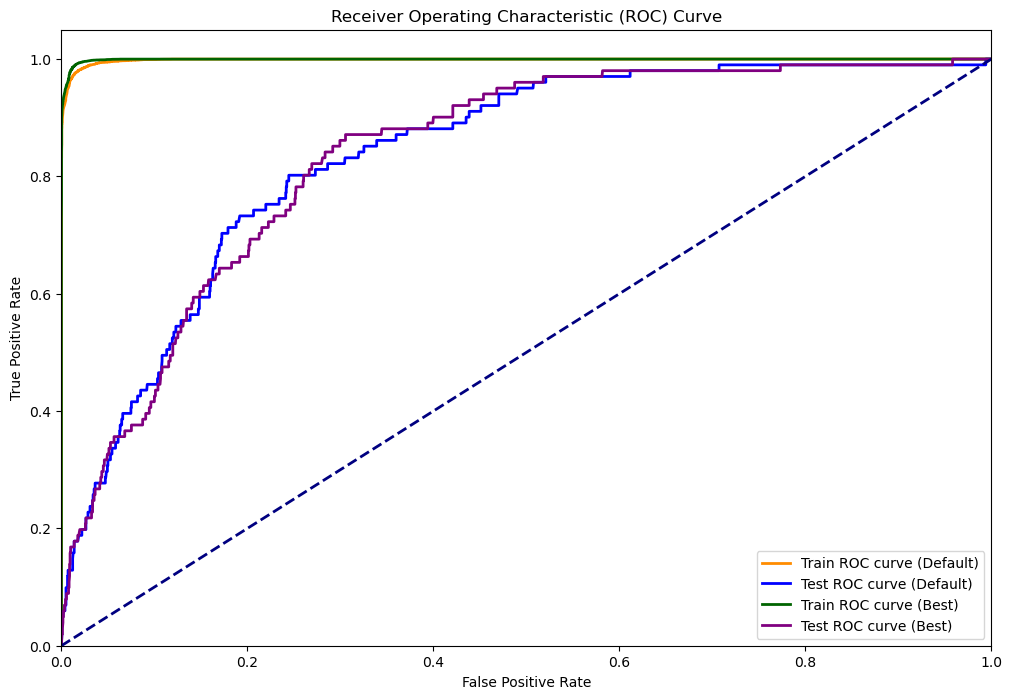 Receiver Operating Characteristic (ROC) Curve
True Positive Rate
1.0
0.8
0.6
0.4
0.2
0.0
Train ROC curve (Default)
Test ROC curve (Default)
Train ROC curve (Best)
Test ROC curve (Best)
0.0 0.2 0.4 0.6 0.8 1.0
False Positive Rate